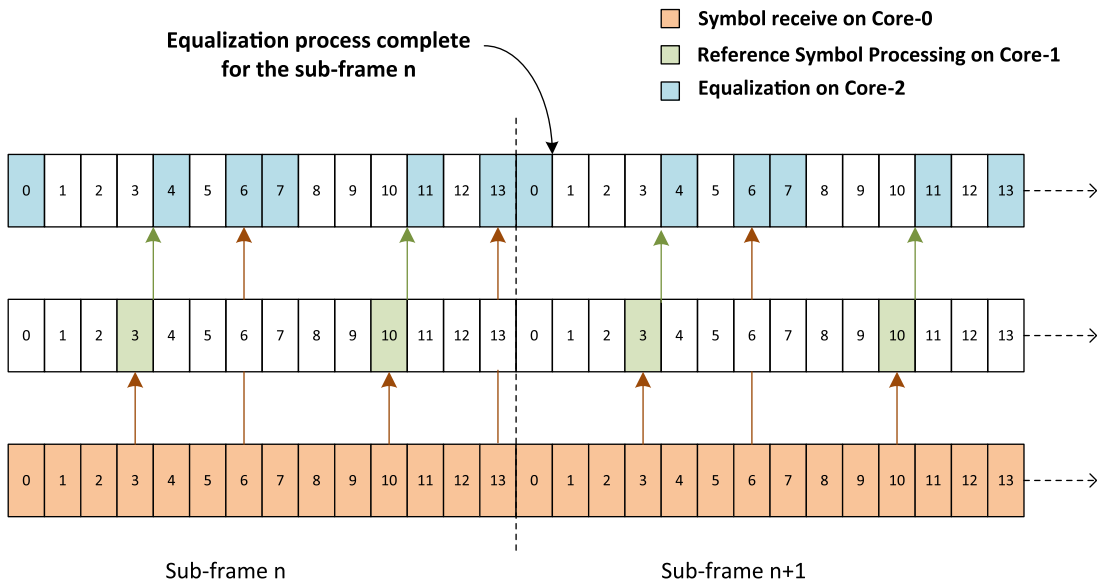 Symbol receive on Core-0
Equalization process complete
for the sub-frame n
Reference Symbol Processing on Core-1
Equalization on Core-2
0 1 2 3 4 5 6 7 8 9 10 11 12 13 0 1 2 3 4 5 6 7 8 9 10 11 12 13
0 1 2 3 4 5 6 7 8 9 10 11 12 13 0 1 2 3 4 5 6 7 8 9 10 11 12 13
0 1 2 3 4 5 6 7 8 9 10 11 12 13 0 1 2 3 4 5 6 7 8 9 10 11 12 13
Sub-frame n Sub-frame n+1